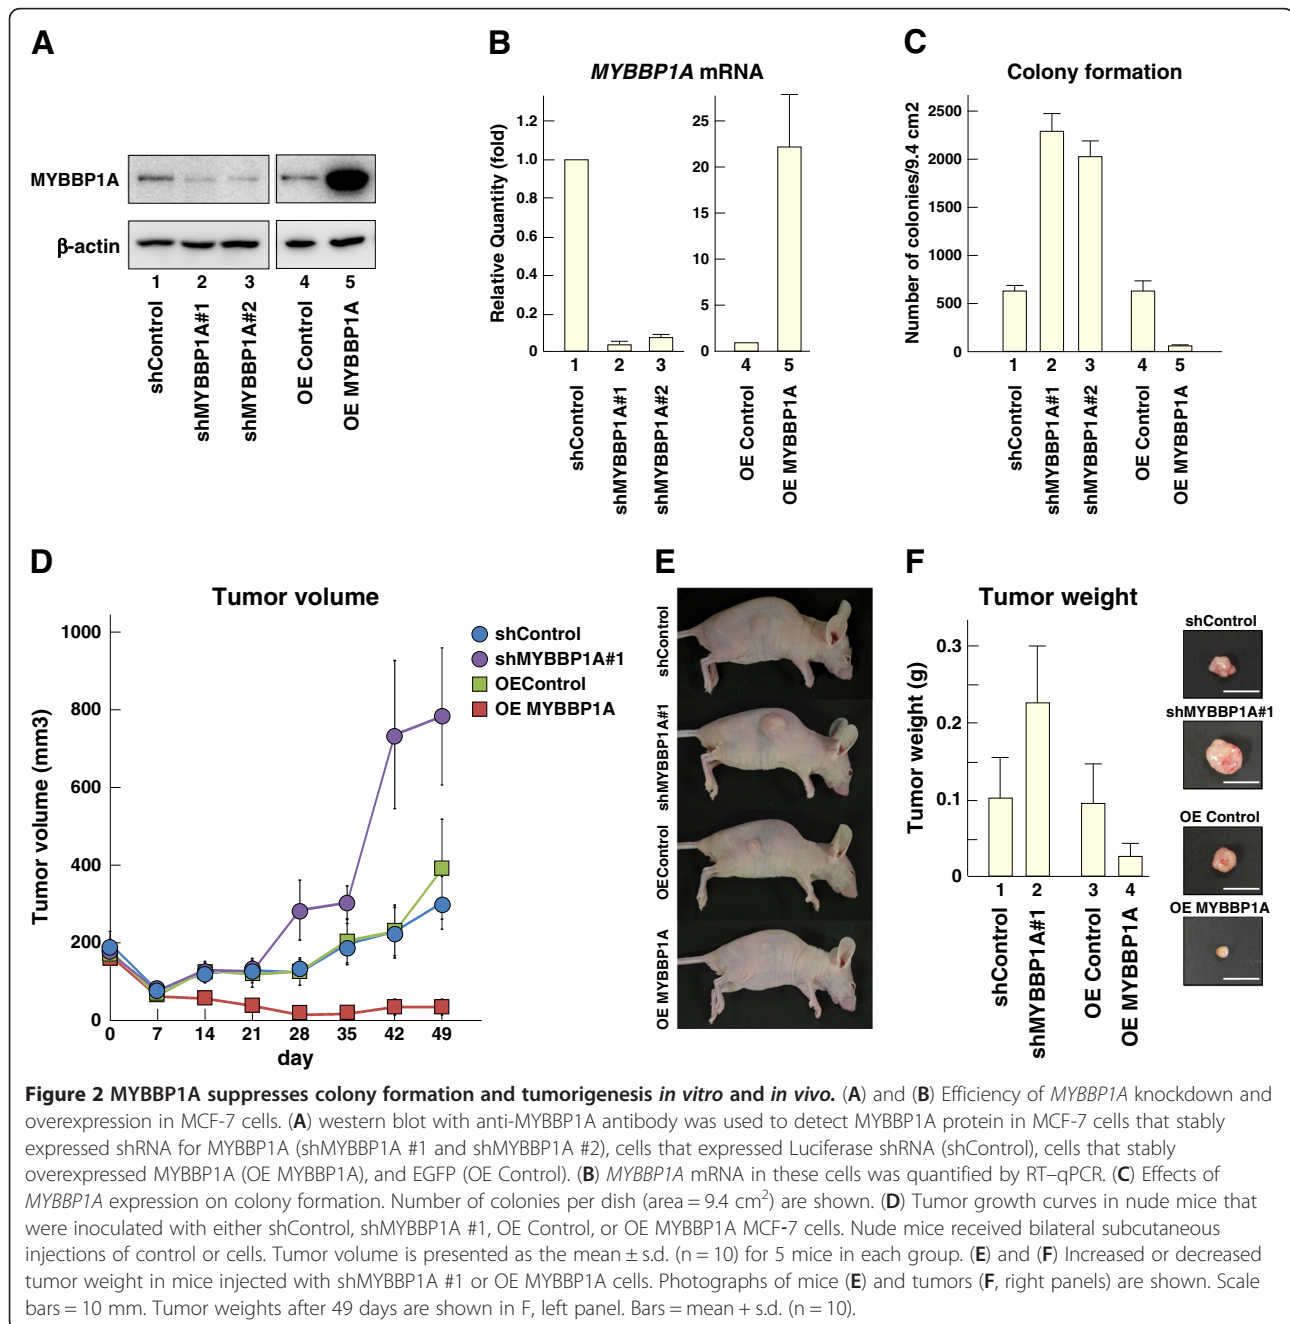 A
MYBBP1A
β-actin
1 2 3 4 5
shControl
shMYBBP1A#1
shMYBBP1A#2
OE Control
OE MYBBP1A
B
MYBBP1A mRNA
Relative Quantity (fold)
1.2
1.0
0.8
0.6
0.4
0.2
0
25
20
15
10
5
0
1 2 3 4 5
shControl
shMYBBP1A#1
shMYBBP1A#2
OE Control
OE MYBBP1A
C
Colony formation
Number of colonies/9.4 cm2
2500
2000
1500
1000
500
0
1 2 3 4 5
shControl
shMYBBP1A#1
shMYBBP1A#2
OE Control
OE MYBBP1A
D
Tumor volume
Tumor volume (mm3)
1000
800
600
400
200
0
0 7 14 21 28 35 42 49
day
shControl
shMYBBP1A#1
OEControl
OE MYBBP1A
E
shControl
shMYBBP1A#1
OEControl
OE MYBBP1A
F
Tumor weight
Tumor weight (g)
0.3
0.2
0.1
0
1 2 3 4
shControl
shMYBBP1A#1
OE Control
OE MYBBP1A
shControl
shMYBBP1A#1
OE Control
OE MYBBP1A
Figure 2 MYBBP1A suppresses colony formation and tumorigenesis in vitro and in vivo. (A) and (B) Efficiency of MYBBP1A knockdown and
overexpression in MCF-7 cells. (A) western blot with anti-MYBBP1A antibody was used to detect MYBBP1A protein in MCF-7 cells that stably
expressed shRNA for MYBBP1A (shMYBBP1A #1 and shMYBBP1A #2), cells that expressed Luciferase shRNA (shControl), cells that stably
overexpressed MYBBP1A (OE MYBBP1A), and EGFP (OE Control). (B) MYBBP1A mRNA in these cells was quantified by RT–qPCR. (C) Effects of
MYBBP1A expression on colony formation. Number of colonies per dish (area = 9.4 cm²) are shown. (D) Tumor growth curves in nude mice that
were inoculated with either shControl, shMYBBP1A #1, OE Control, or OE MYBBP1A MCF-7 cells. Nude mice received bilateral subcutaneous
injections of control or cells. Tumor volume is presented as the mean ± s.d. (n = 10) for 5 mice in each group. (E) and (F) Increased or decreased
tumor weight in mice injected with shMYBBP1A #1 or OE MYBBP1A cells. Photographs of mice (E) and tumors (F, right panels) are shown. Scale
bars = 10 mm. Tumor weights after 49 days are shown in F, left panel. Bars = mean + s.d. (n = 10).